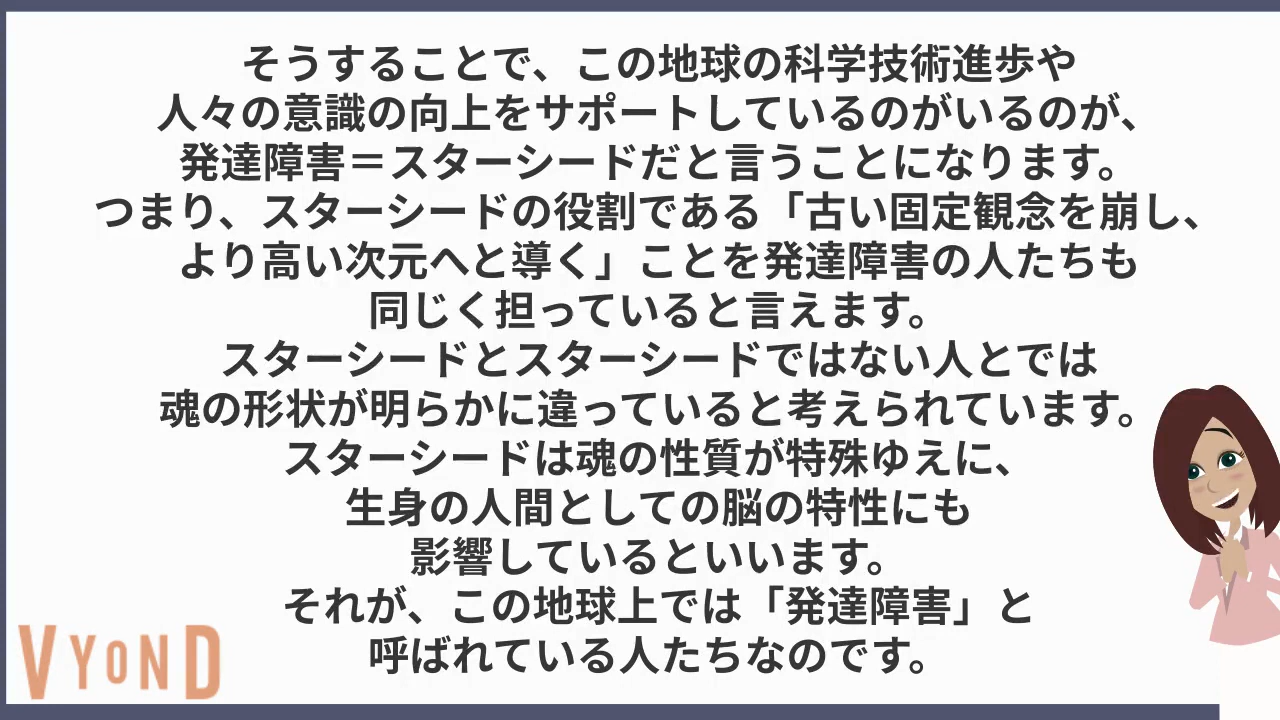 そうすることで、この地球の科学技術進歩や
人々の意識の向上をサポートしているのがいるのが、
発達障害＝スターシードだと言うことになります。
つまり、スターシードの役割である「古い固定観念を崩し、
より高い次元へと導く」ことを発達障害の人たちも
同じく担っていると言えます。
スターシードとスターシードではない人とでは
魂の形状が明らかに違っていると考えられています。
スターシードは魂の性質が特殊ゆえに、
生身の人間としての脳の特性にも
影響しているといいます。
それが、この地球上では「発達障害」と
呼ばれている人たちなのです。
VYOND